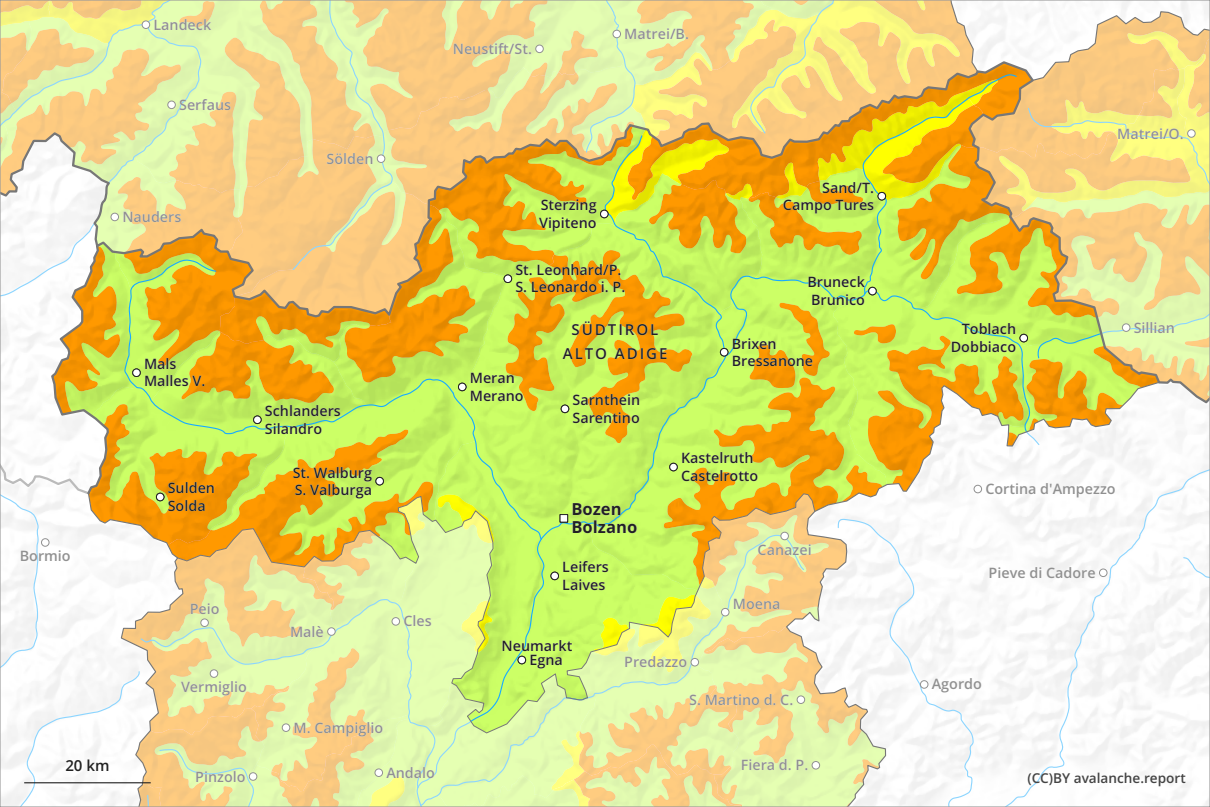 Landeck
Matrei/B.
Neustift/St.
Serfaus
Matrei/O.
Sölden
Sand/T.
Campo Tures
Sterzing
Vipiteno
Nauders
St. Leonhard/P.
S. Leonardo i. P.
Bruneck
Brunico
SÜDTIROL
ALTO ADIGE
Toblach
Dobbiaco
Sillian
Brixen
Bressanone
Mals
Malles V.
Meran
Merano
Sarnthein
Sarentino
Schlanders
Silandro
Kastelruth
Castelrotto
St. Walburg
S. Valburga
Sulden
Solda
Cortina d'Ampezzo
Bozen
Bolzano
Bormio
Canazei
Leifers
Laives
Pieve di Cadore
Peio
Moena
Cles
Malè
Neumarkt
Egna
Predazzo
Vermiglio
Agordo
S. Martino d. C.
M. Campiglio
20 km
Pinzolo
Andalo
Fiera d. P.
(CC)BY avalanche.report